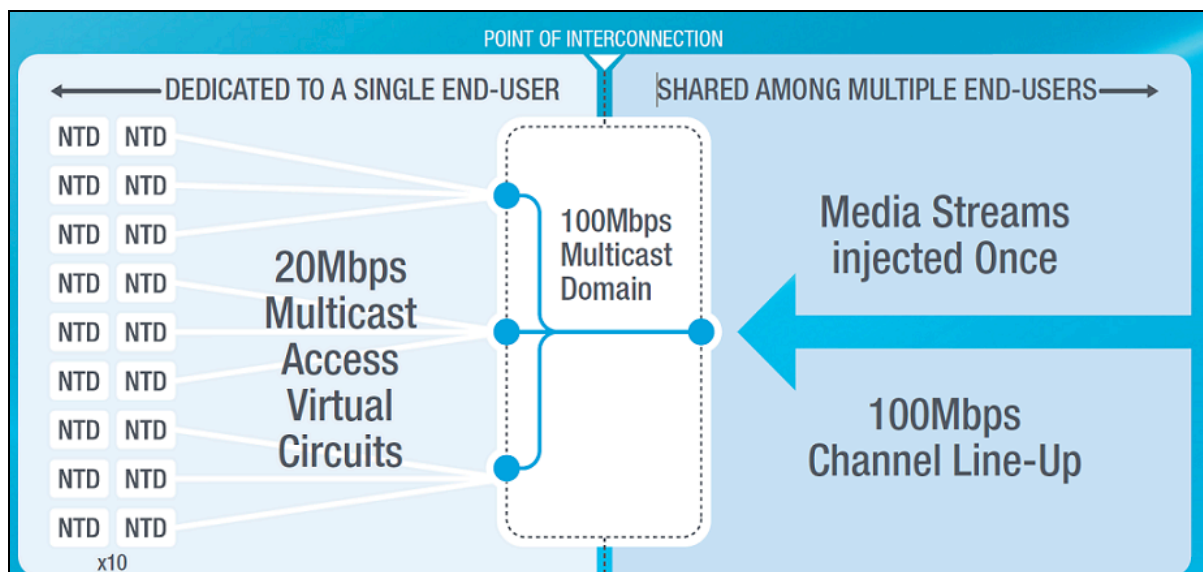 POINT OF INTERCONNECTION
DEDICATED TO A SINGLE END-USER
SHARED AMONG MULTIPLE END-USERS
NTD NTD
NTD NTD
NTD NTD
NTD NTD
NTD NTD
NTD NTD
NTD NTD
NTD NTD
NTD NTD
x10
20Mbps
Multicast
Access
Virtual
Circuits
100Mbps
Multicast
Domain
Media Streams
injected Once
100Mbps
Channel Line-Up